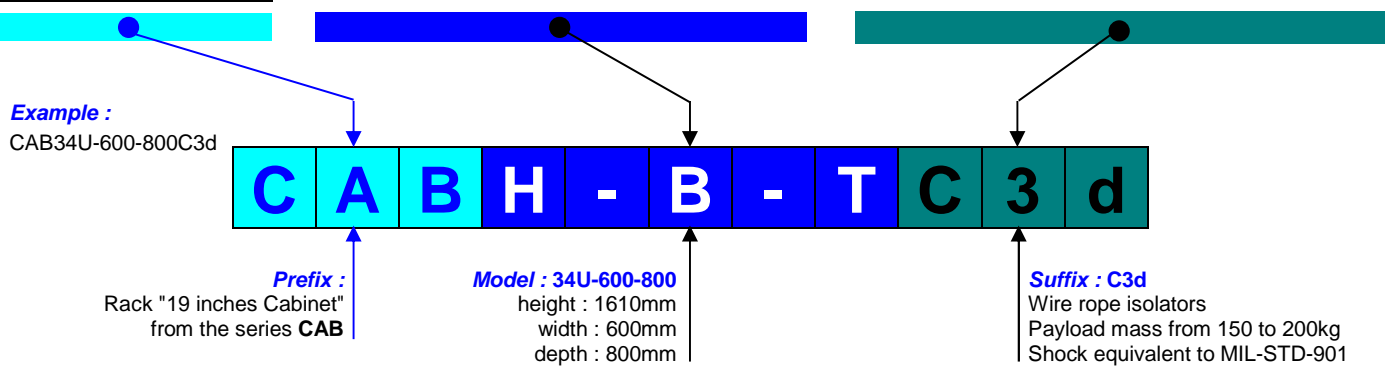 Example :
CAB34U-600-800C3d
CABH-B-TC3d
Prefix :
Rack "19 inches Cabinet"
from the series CAB
Model : 34U-600-800
height : 1610mm
width : 600mm
depth : 800mm
Suffix : C3d
Wire rope isolators
Payload mass from 150 to 200kg
Shock equivalent to MIL-STD-901